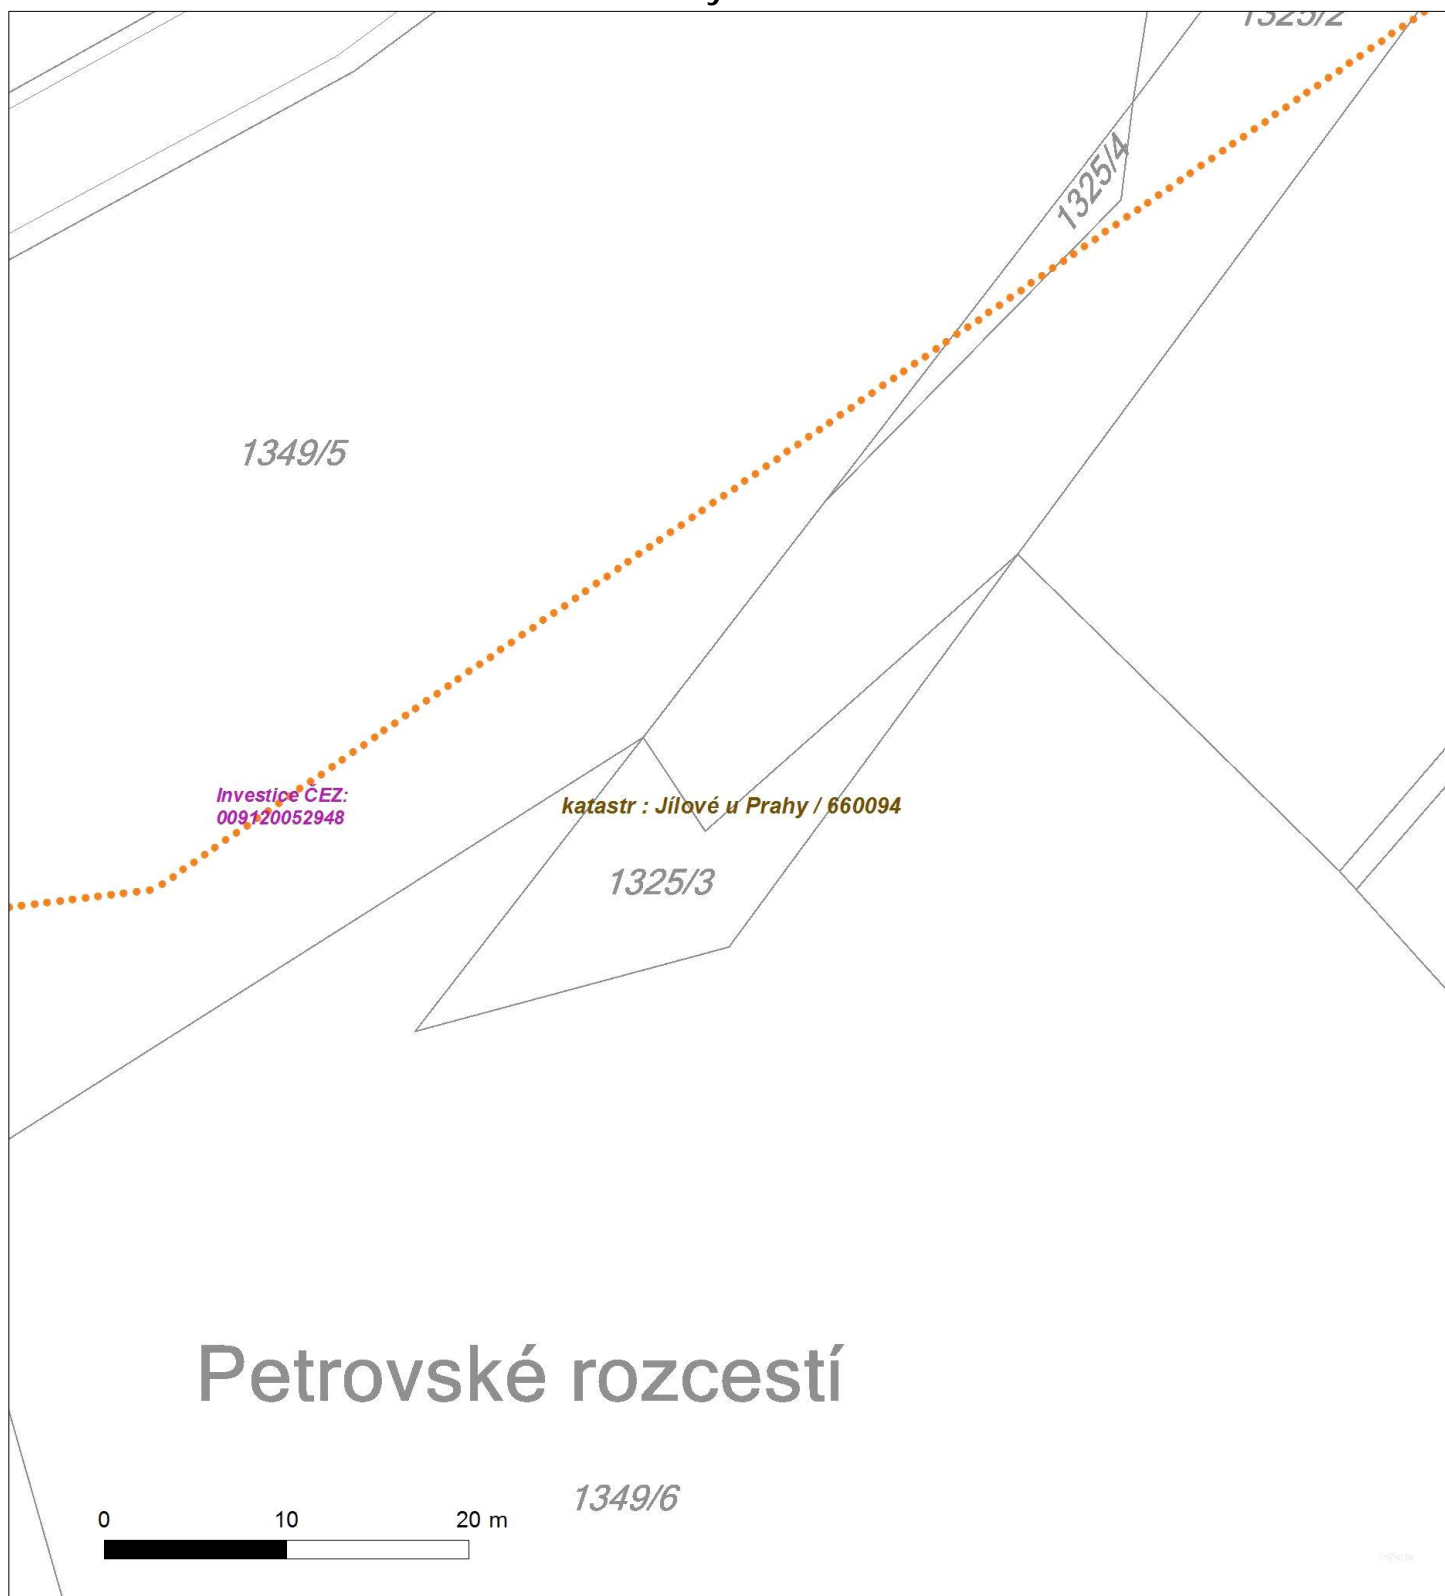 1325/2
1325/4
1349/5
Investice ČEZ:
009120052948
katastr : Jílové u Prahy / 660094
1325/3
Petrovské rozcestí
1349/6
0 10 20 m